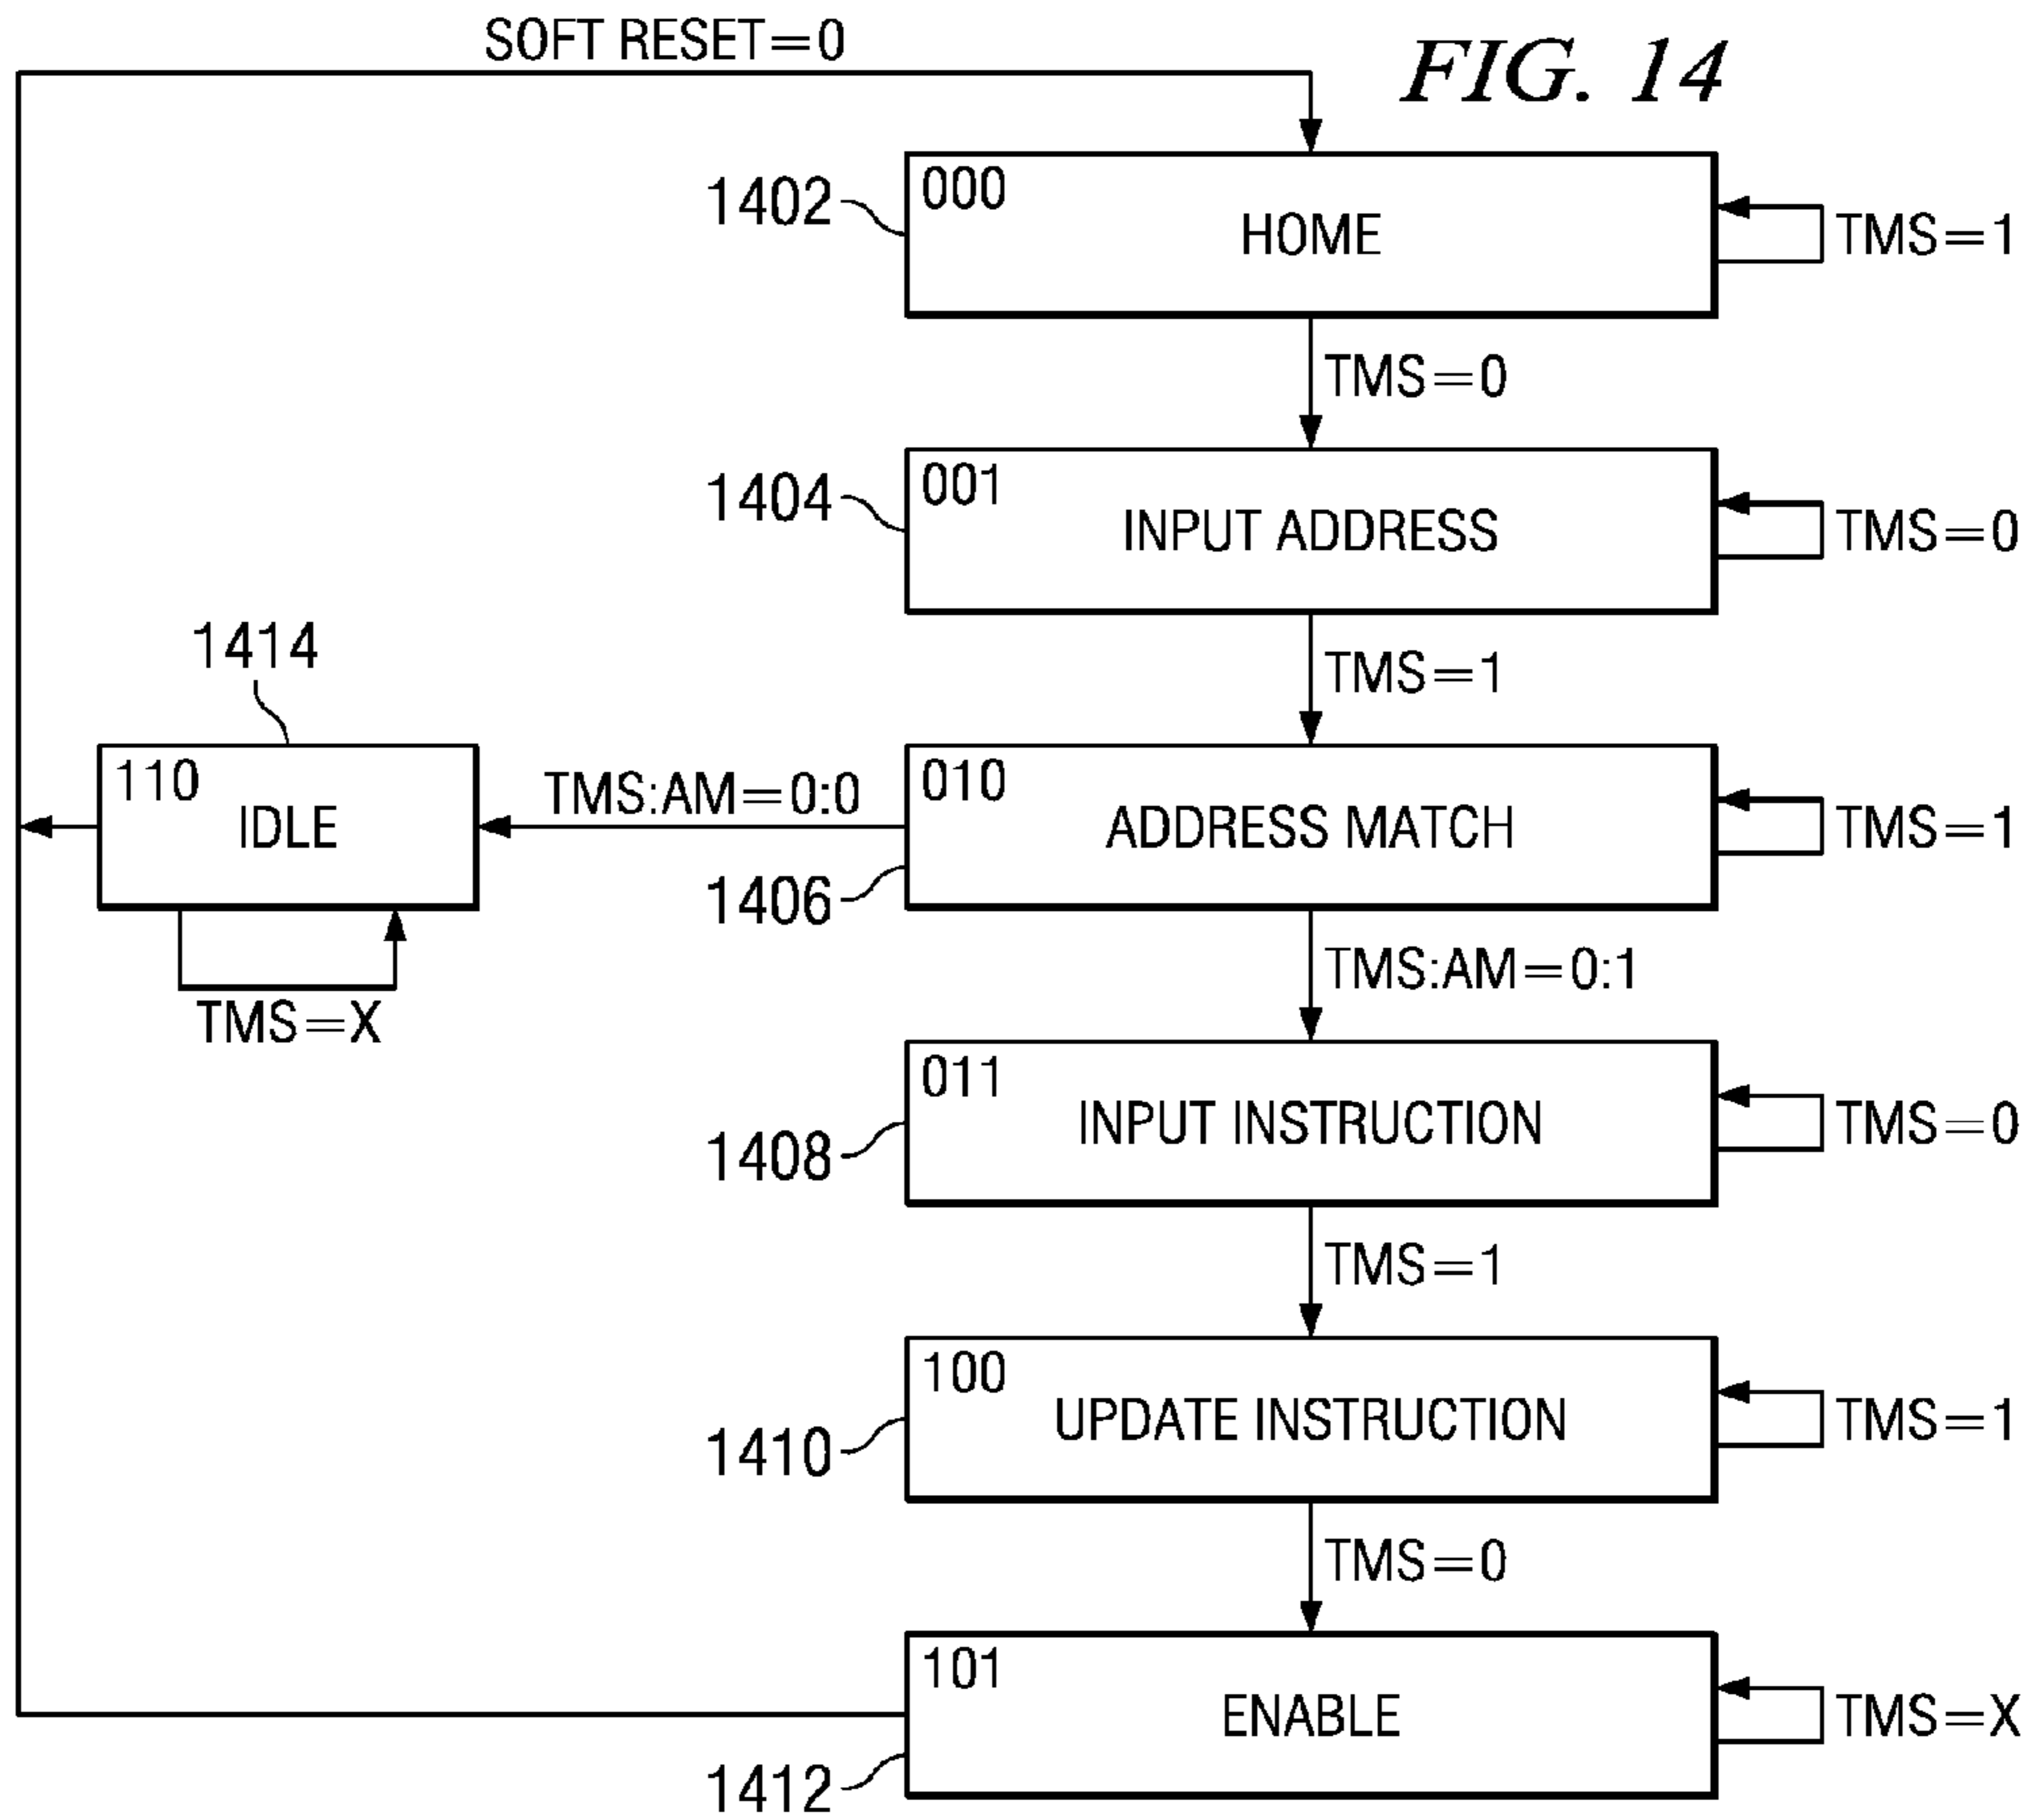 SOFT RESET=0
FIG. 14
000
1402
HOME
TMS=1
TMS=0
001
1404
INPUT ADDRESS
TMS=0
1414
TMS=1
110
IDLE
TMS:AM=0:0
010
ADDRESS MATCH
TMS=1
1406
TMS:AM=0:1
TMS=X
011
INPUT INSTRUCTION
TMS=0
1408
TMS=1
100
UPDATE INSTRUCTION
TMS=1
1410
TMS=0
101
ENABLE
TMS=X
1412